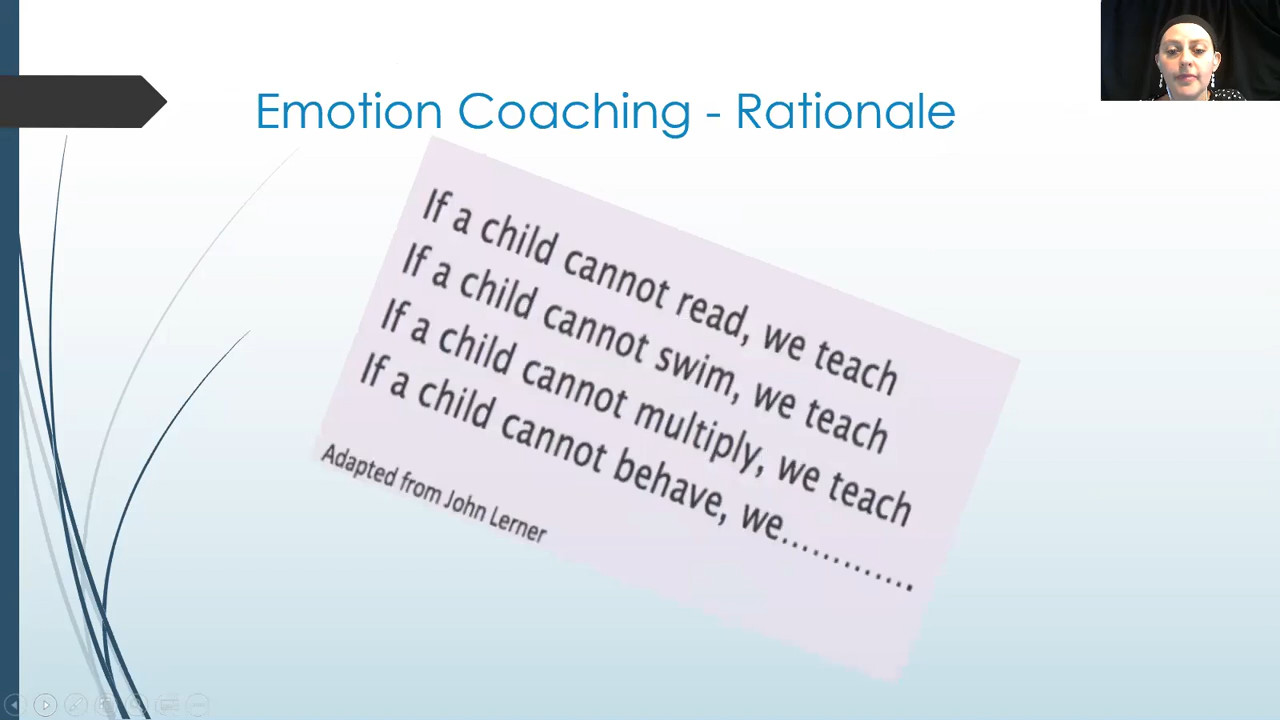 Emotion Coaching - Rationale
If a child cannot read, we teach
If a child cannot swim, we teach
If a child cannot multiply, we teach
If a child cannot behave, we.............
Adapted from John Lerner